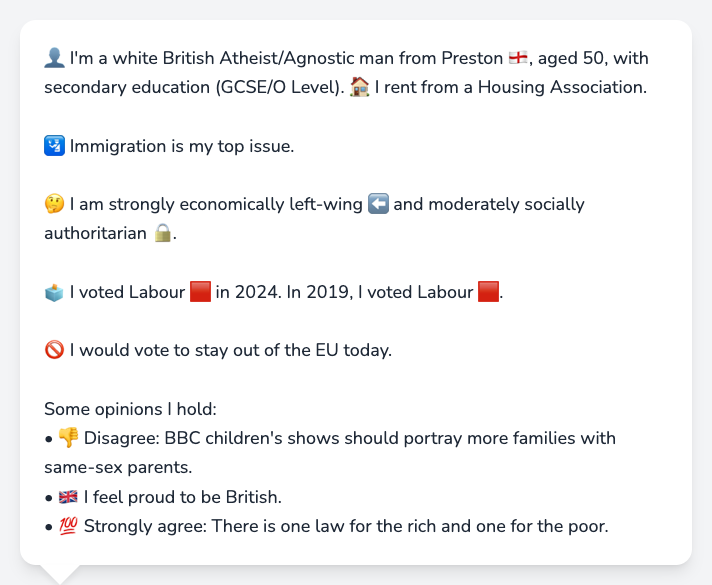 👤 I'm a white British Atheist/Agnostic man from Preston 🏴󠁧󠁢󠁥󠁮󠁧󠁿, aged 50, with
secondary education (GCSE/O Level). 🏠 I rent from a Housing Association.
🛂 Immigration is my top issue.
🤔 I am strongly economically left-wing ⬅️ and moderately socially
authoritarian 🔒.
🗳️ I voted Labour 🟥 in 2024. In 2019, I voted Labour 🟥.
🚫 I would vote to stay out of the EU today.
Some opinions I hold:
• 👎 Disagree: BBC children's shows should portray more families with
same-sex parents.
• 🇬🇧 I feel proud to be British.
• 💯 Strongly agree: There is one law for the rich and one for the poor.